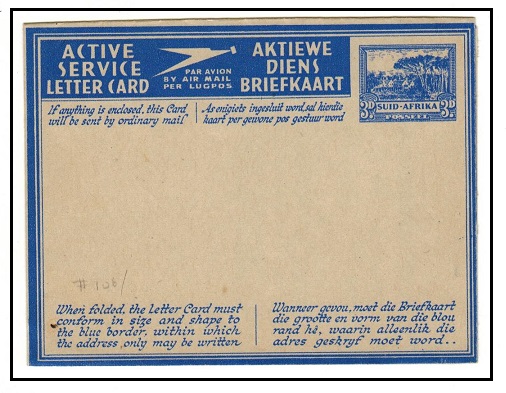 ACTIVE
SERVICE
LETTER CARD
PAR AVION
BY AIR MAIL
PER LUGPOS
AKTIEWE
DIENS
BRIEFKAART
3D SUID-AFRIKA 3D
POSSEËL
If anything is enclosed, this Card
will be sent by ordinary mail
As enigiets ingesluit word, sal hierdie
kaart per gewone pos gestuur word
# 106/
When folded, the Letter Card must
conform in size and shape to
the blue border, within which
the address only may be written
Wanneer gevou, moet die Briefkaart
die grootte en vorm van die blou
rand hê, waarin alleenlik die
adres geskryf moet word..